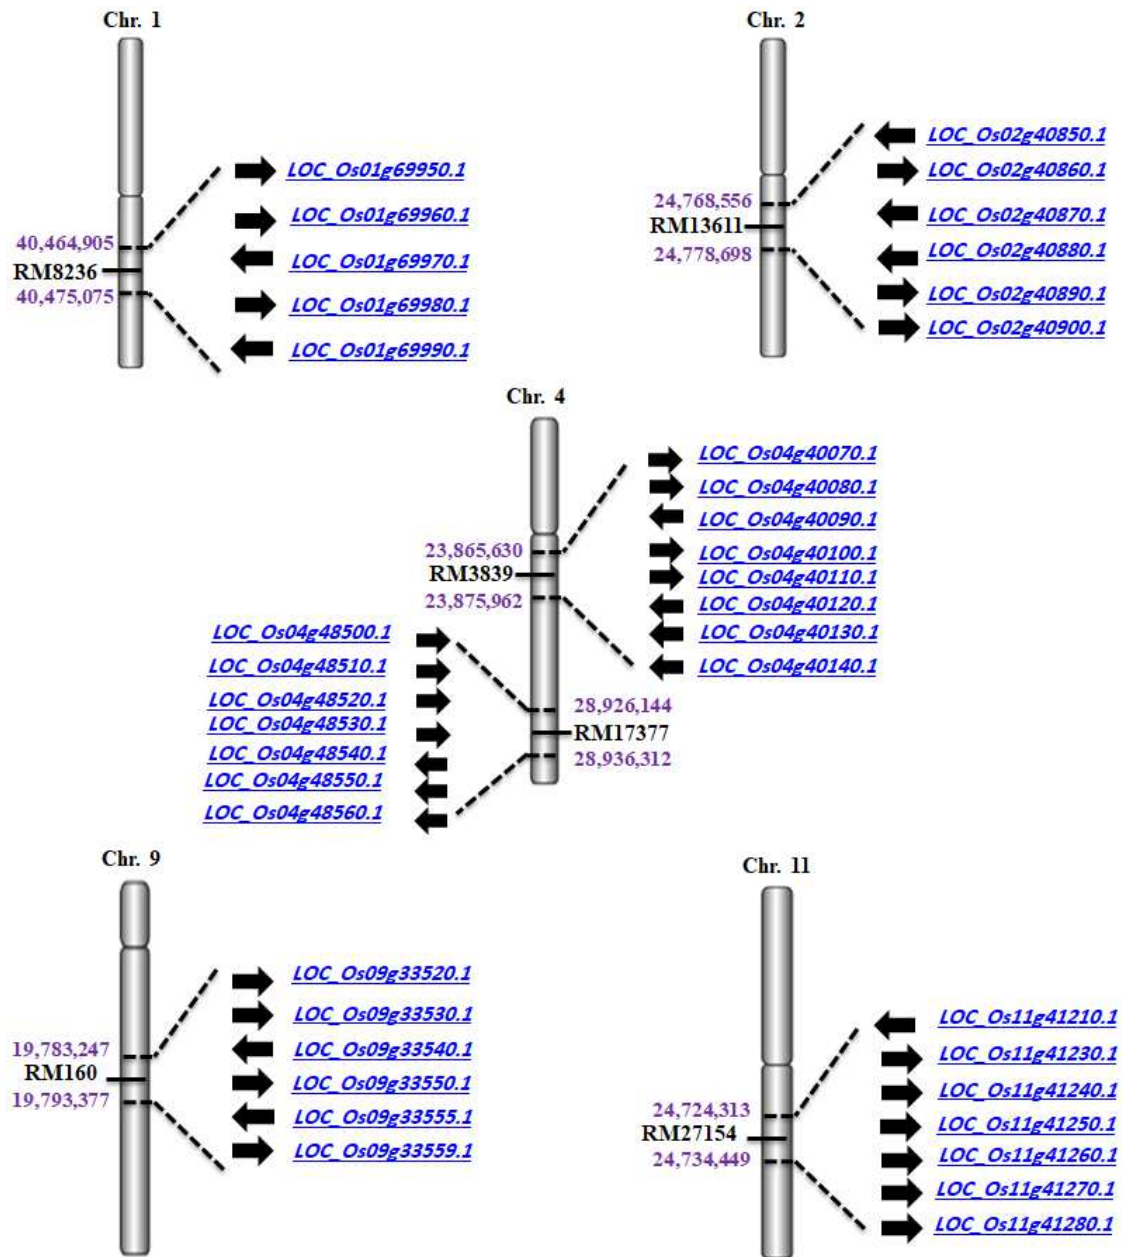 Chr. 1
LOC_Os01g69950.1
LOC_Os01g69960.1
40,464,905
LOC_Os01g69970.1
RM8236
40,475,075
LOC_Os01g69980.1
LOC_Os01g69990.1
Chr. 2
LOC_Os02g40850.1
LOC_Os02g40860.1
24,768,556
LOC_Os02g40870.1
RM13611
24,778,698
LOC_Os02g40880.1
LOC_Os02g40890.1
LOC_Os02g40900.1
Chr. 4
LOC_Os04g40070.1
LOC_Os04g40080.1
LOC_Os04g40090.1
23,865,630
LOC_Os04g40100.1
RM3839
LOC_Os04g40110.1
23,875,962
LOC_Os04g40120.1
LOC_Os04g40130.1
LOC_Os04g40140.1
LOC_Os04g48500.1
LOC_Os04g48510.1
LOC_Os04g48520.1
28,926,144
LOC_Os04g48530.1
RM17377
LOC_Os04g48540.1
28,936,312
LOC_Os04g48550.1
LOC_Os04g48560.1
Chr. 9
LOC_Os09g33520.1
LOC_Os09g33530.1
19,783,247
LOC_Os09g33540.1
RM160
LOC_Os09g33550.1
19,793,377
LOC_Os09g33555.1
LOC_Os09g33559.1
Chr. 11
LOC_Os11g41210.1
LOC_Os11g41230.1
LOC_Os11g41240.1
24,724,313
LOC_Os11g41250.1
RM27154
LOC_Os11g41260.1
24,734,449
LOC_Os11g41270.1
LOC_Os11g41280.1